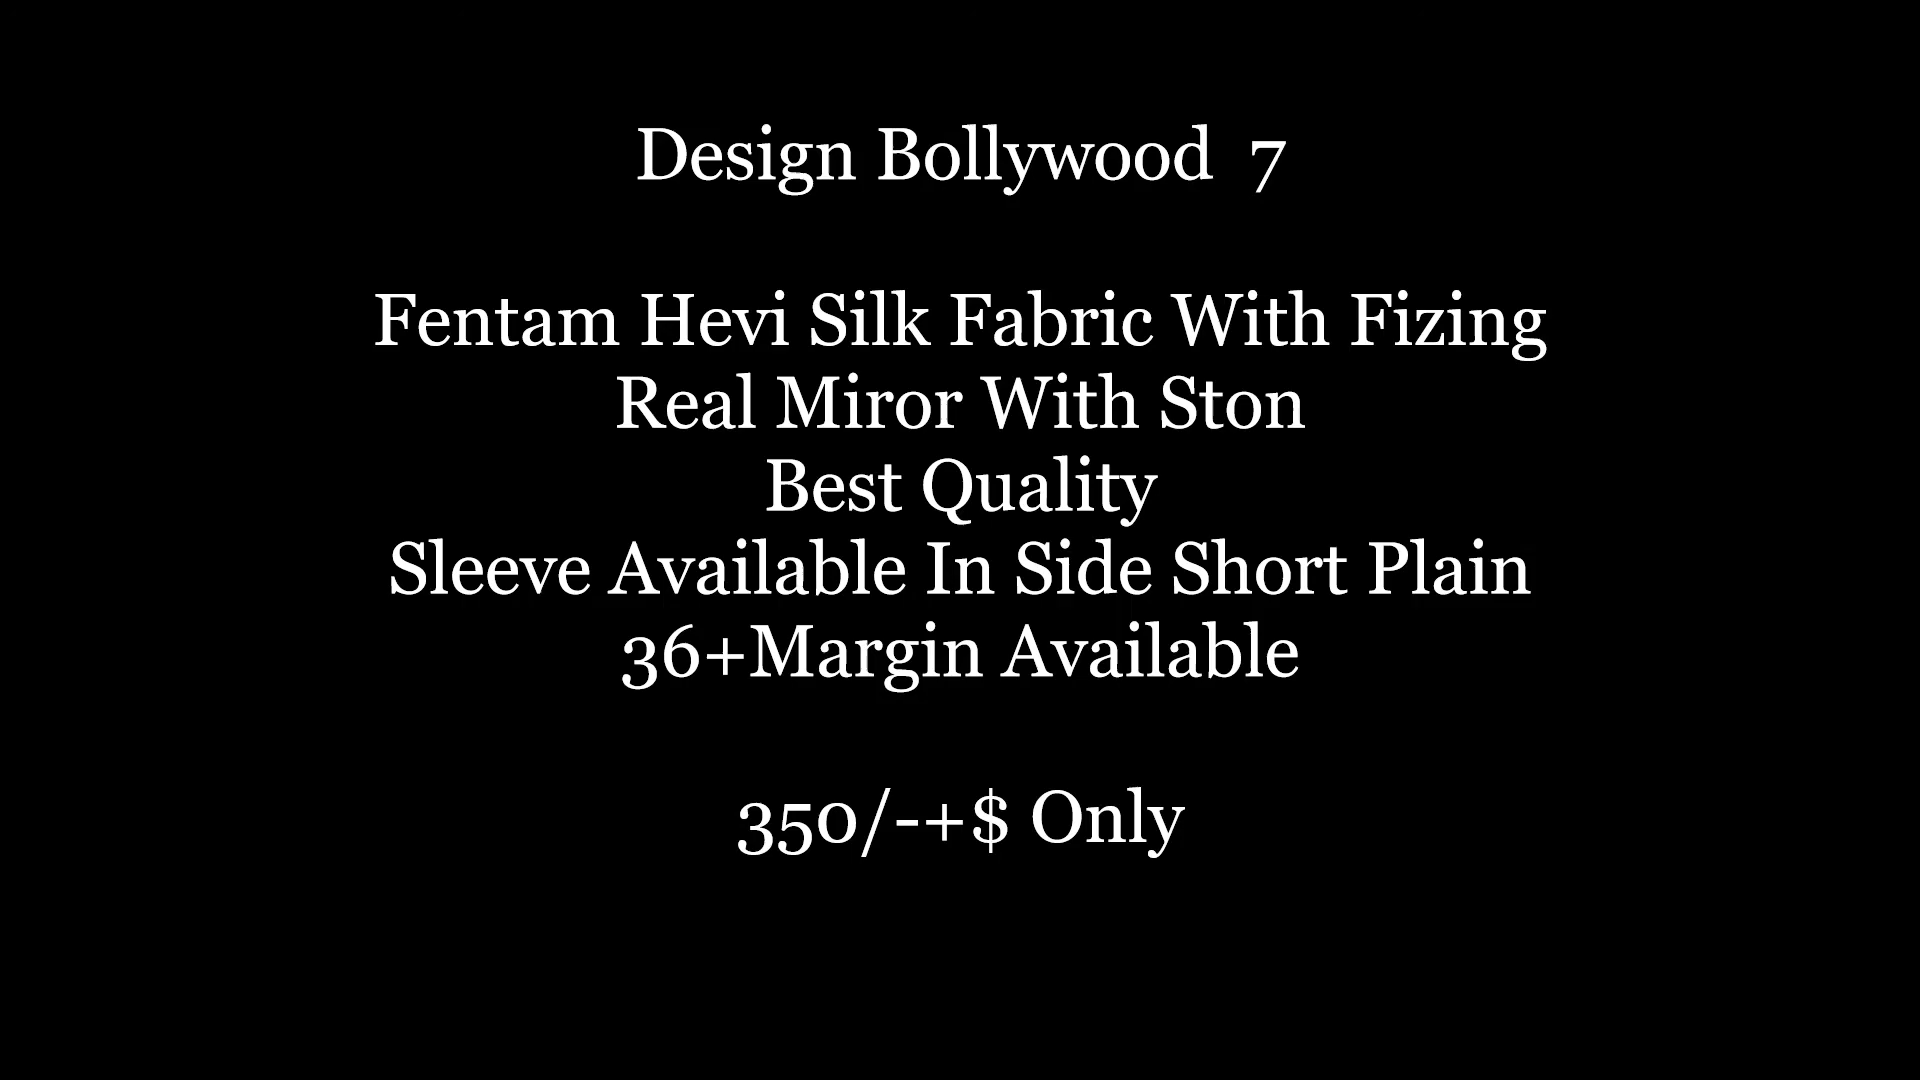 Design Bollywood 7
Fentam Hevi Silk Fabric With Fizing
Real Miror With Ston
Best Quality
Sleeve Available In Side Short Plain
36+Margin Available
350/-+$ Only